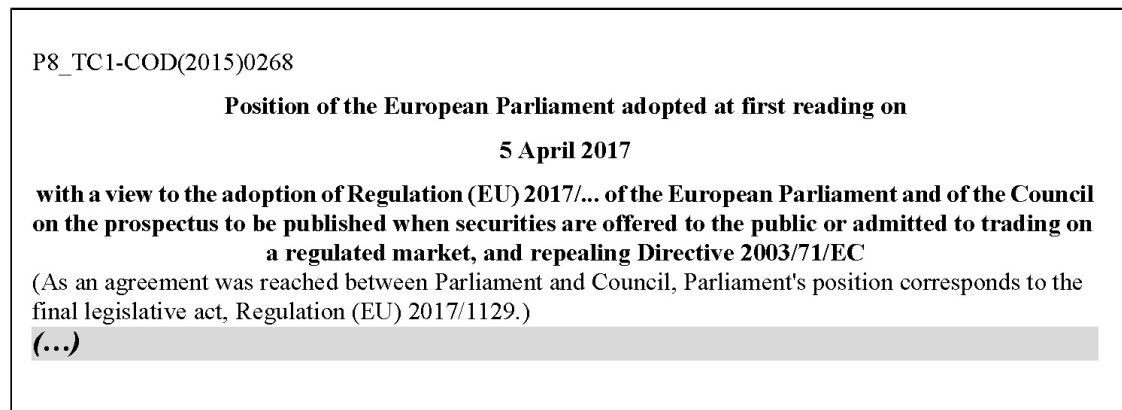 P8_TC1-COD(2015)0268
Position of the European Parliament adopted at first reading on
5 April 2017
with a view to the adoption of Regulation (EU) 2017/... of the European Parliament and of the Council
on the prospectus to be published when securities are offered to the public or admitted to trading on
a regulated market, and repealing Directive 2003/71/EC
(As an agreement was reached between Parliament and Council, Parliament's position corresponds to the
final legislative act, Regulation (EU) 2017/1129.)
(…)